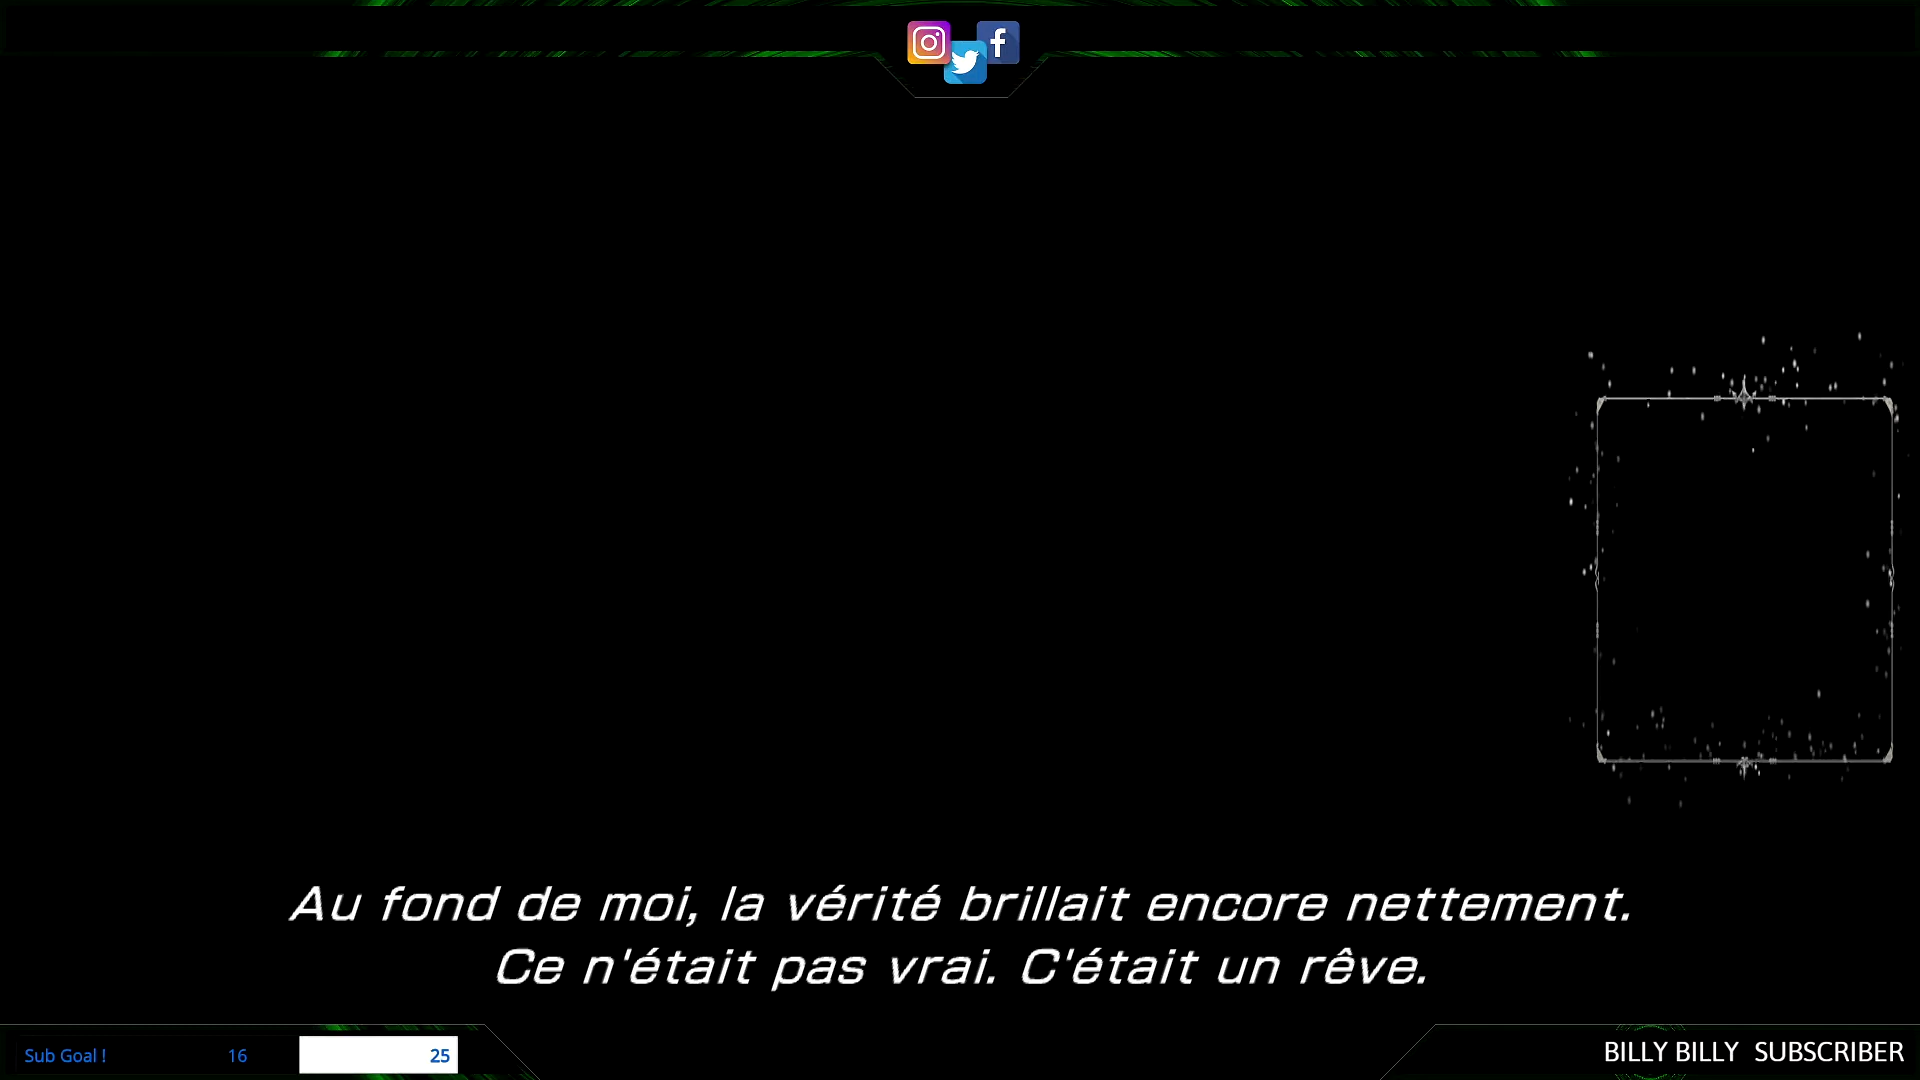 Au fond de moi, la vérité brillait encore nettement.
Ce n'était pas vrai. C'était un rêve.
Sub Goal ! 16 25
BILLY BILLY SUBSCRIBER